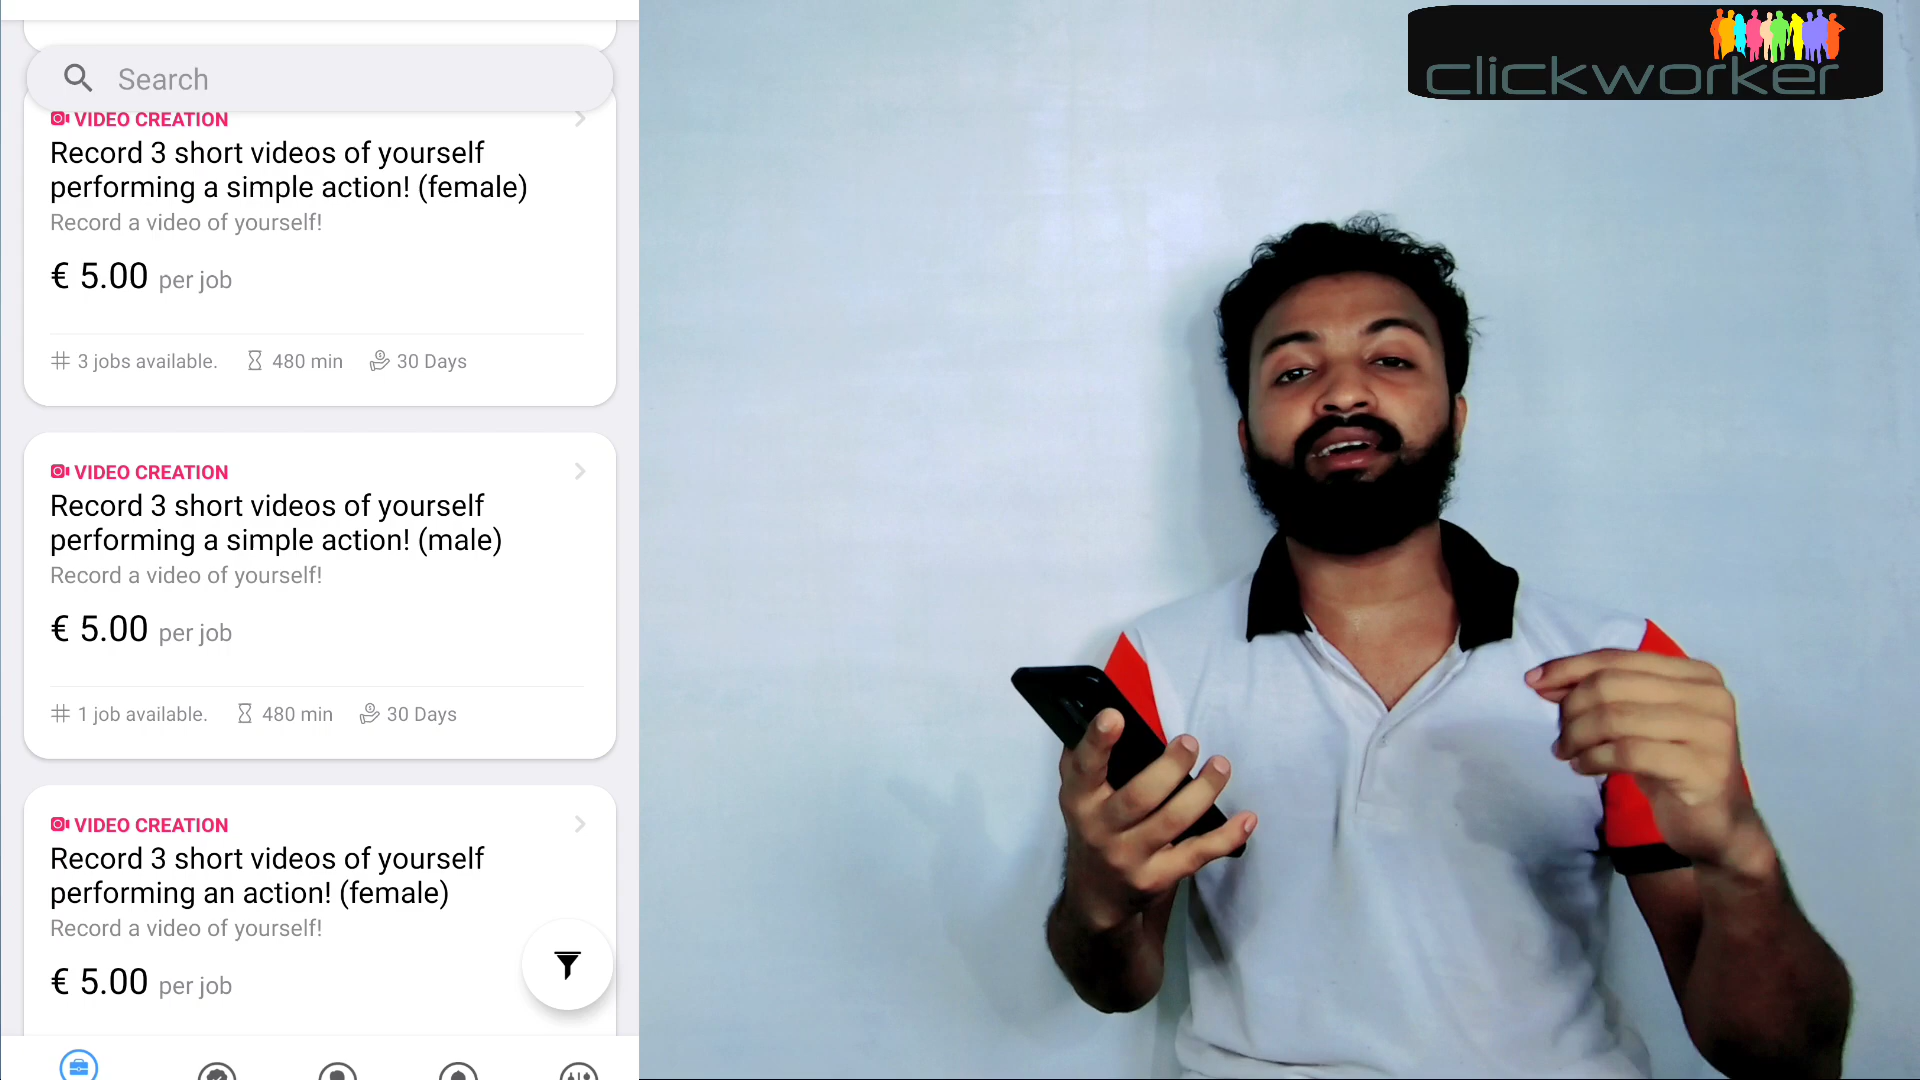 Search
VIDEO CREATION
Record 3 short videos of yourself
performing a simple action! (female)
Record a video of yourself!
€ 5.00 per job
3 jobs available. 480 min 30 Days
VIDEO CREATION
Record 3 short videos of yourself
performing a simple action! (male)
Record a video of yourself!
€ 5.00 per job
1 job available. 480 min 30 Days
VIDEO CREATION
Record 3 short videos of yourself
performing an action! (female)
Record a video of yourself!
€ 5.00 per job
clickworker